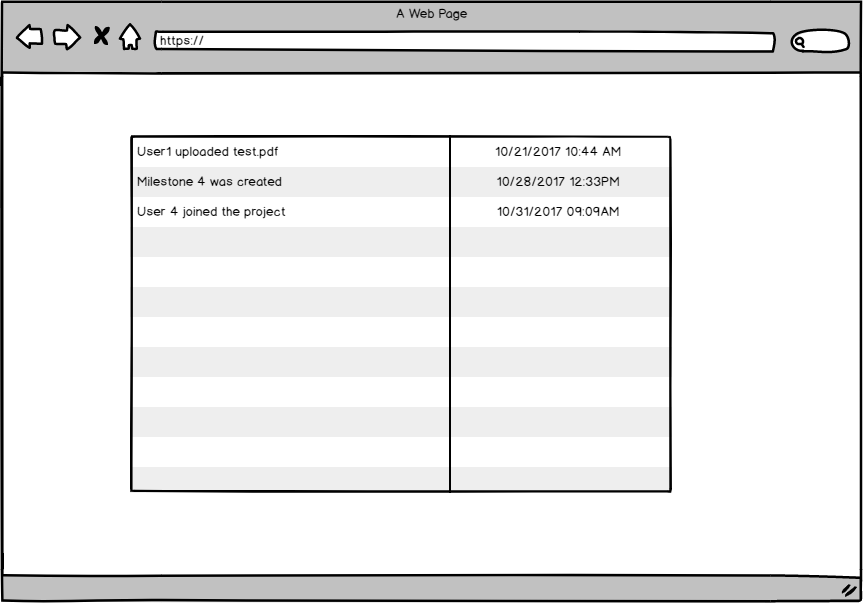 A Web Page
https://
User1 uploaded test.pdf 10/21/2017 10:44 AM
Milestone 4 was created 10/28/2017 12:33PM
User 4 joined the project 10/31/2017 09:09AM